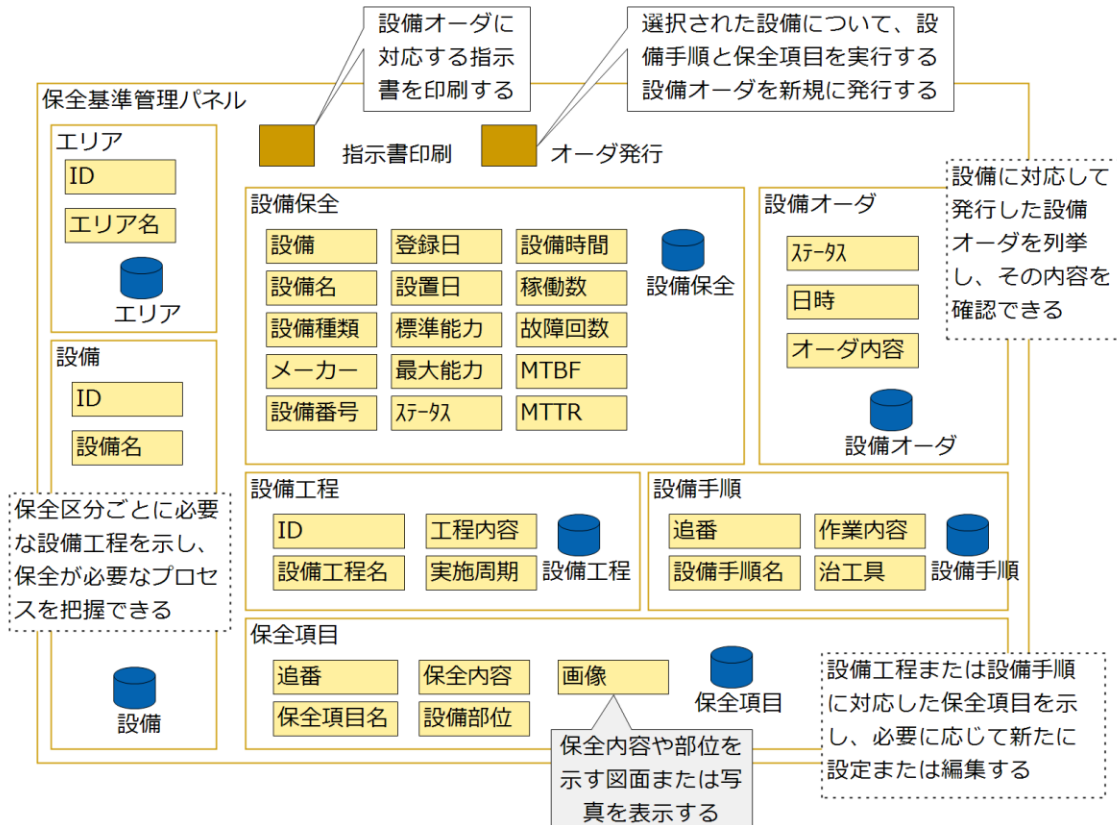 設備オーダに
対応する指示
書を印刷する
選択された設備について、設
備手順と保全項目を実行する
設備オーダを新規に発行する
保全基準管理パネル
指示書印刷
オーダ発行
エリア
ID
エリア名
エリア
設備
ID
設備名
保全区分ごとに必要
な設備工程を示し、
保全が必要なプロセ
スを把握できる
設備
設備保全
設備
登録日
設備時間
設備名
設置日
稼働数
設備種類
標準能力
故障回数
メーカー
最大能力
MTBF
設備番号
ステータス
MTTR
設備保全
設備オーダ
ステータス
日時
オーダ内容
設備オーダ
設備に対応して
発行した設備
オーダを列挙
し、その内容を
確認できる
設備工程
ID
工程内容
設備工程名
実施周期
設備工程
設備手順
追番
作業内容
設備手順名
治工具
設備手順
保全項目
追番
保全内容
画像
保全項目名
設備部位
保全項目
保全内容や部位を
示す図面または写
真を表示する
設備工程または設備手順
に対応した保全項目を示
し、必要に応じて新たに
設定または編集する